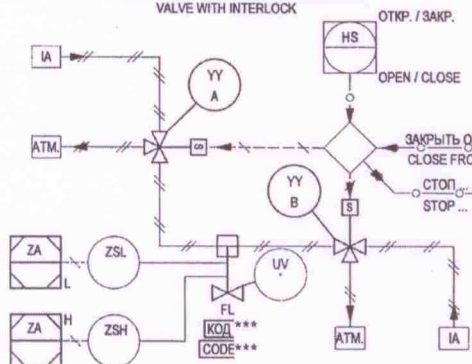 VALVE WITH INTERLOCK
ОТКР. / ЗАКР.
HS
IA
YY
A
OPEN / CLOSE
ATM.
S
ЗАКРЫТЬ О
CLOSE FRO
YY
B
СТОП ...
STOP ...
S
ZA
L
ZSL
UV
*
ZA
H
ZSH
FL
КОД ***
CODE ***
ATM.
IA